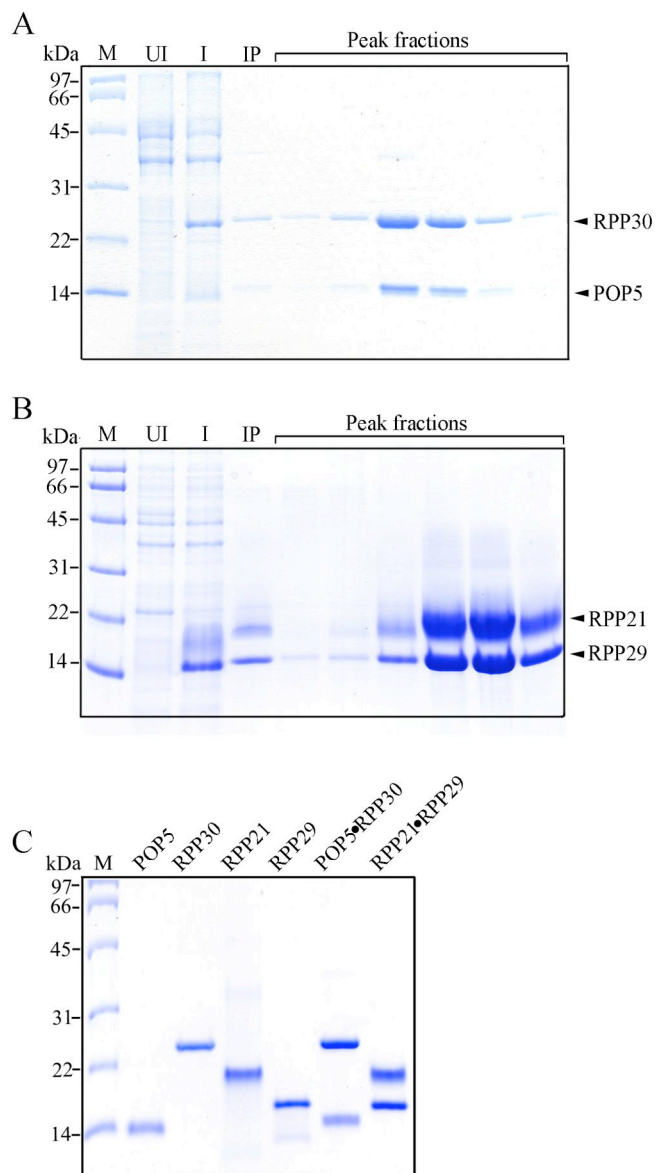 A
Peak fractions
kDa M UI I IP
97-
66-
45-
31-
22-
14-
RPP30
POP5
B
Peak fractions
kDa M UI I IP
97-
66-
45-
31-
22-
14-
RPP21
RPP29
C
kDa M POP5 RPP30 RPP21 RPP29 POP5•RPP30 RPP21•RPP29
97-
66-
45-
31-
22-
14-